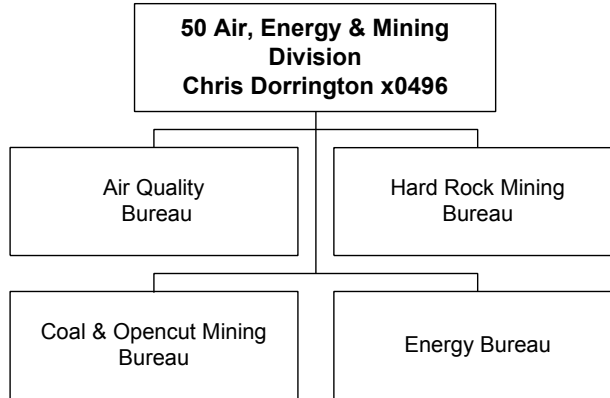 50 Air, Energy & Mining
Division
Chris Dorrington x0496
Air Quality
Bureau
Hard Rock Mining
Bureau
Coal & Opencut Mining
Bureau
Energy Bureau